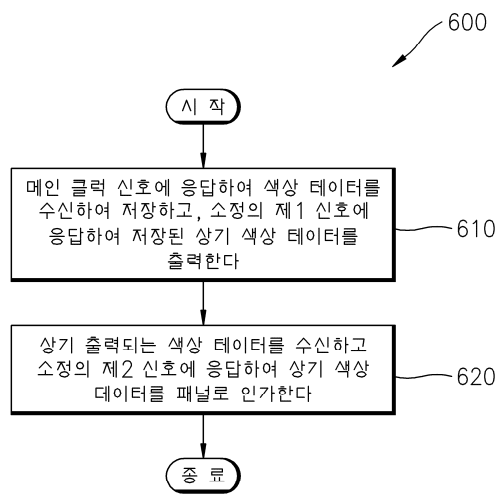 600
시 작
메인 클럭 신호에 응답하여 색상 테이터를
수신하여 저장하고, 소정의 제1 신호에
응답하여 저장된 상기 색상 테이터를
출력한다
610
상기 출력되는 색상 테이터를 수신하고
소정의 제2 신호에 응답하여 상기 색상
데이터를 패널로 인가한다
620
종 료